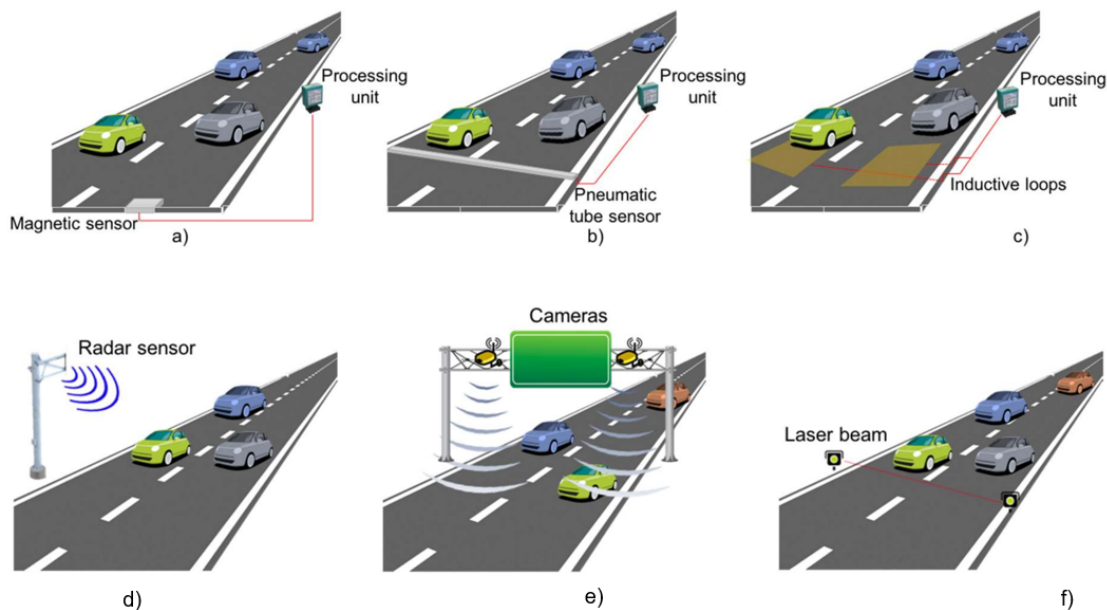 Processing
unit
Magnetic sensor
a)
Processing
unit
Pneumatic
tube sensor
b)
Processing
unit
Inductive loops
c)
Radar sensor
d)
Cameras
e)
Laser beam
f)